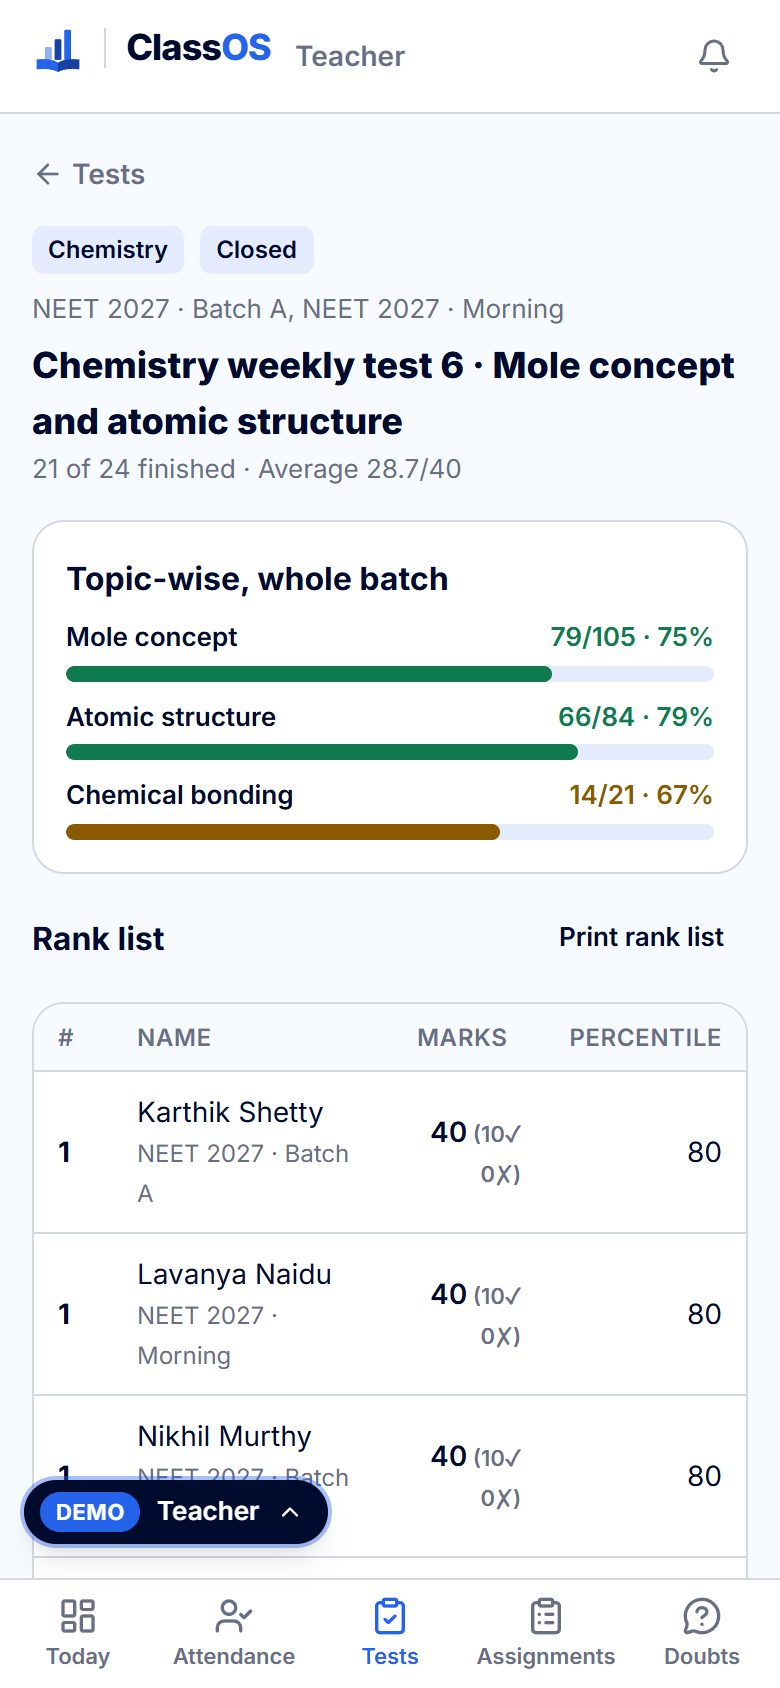 ClassOS Teacher
← Tests
Chemistry Closed
NEET 2027 · Batch A, NEET 2027 · Morning
Chemistry weekly test 6 · Mole concept
and atomic structure
21 of 24 finished · Average 28.7/40
Topic-wise, whole batch
Mole concept 79/105 · 75%
Atomic structure 66/84 · 79%
Chemical bonding 14/21 · 67%
Rank list Print rank list
# NAME MARKS PERCENTILE
1 Karthik Shetty 40 (10✓ 0✗) 80
NEET 2027 · Batch
A
1 Lavanya Naidu 40 (10✓ 0✗) 80
NEET 2027 ·
Morning
1 Nikhil Murthy 40 (10✓ 0✗) 80
NEET 2027 · Batch
DEMO Teacher
Today Attendance Tests Assignments Doubts